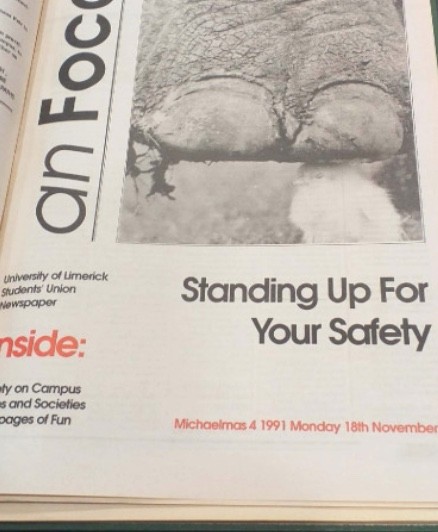 an Foc
University of Limerick
Students' Union
Newspaper
Standing Up For
Your Safety
nside:
ety on Campus
s and Societies
pages of Fun
Michaelmas 4 1991 Monday 18th November